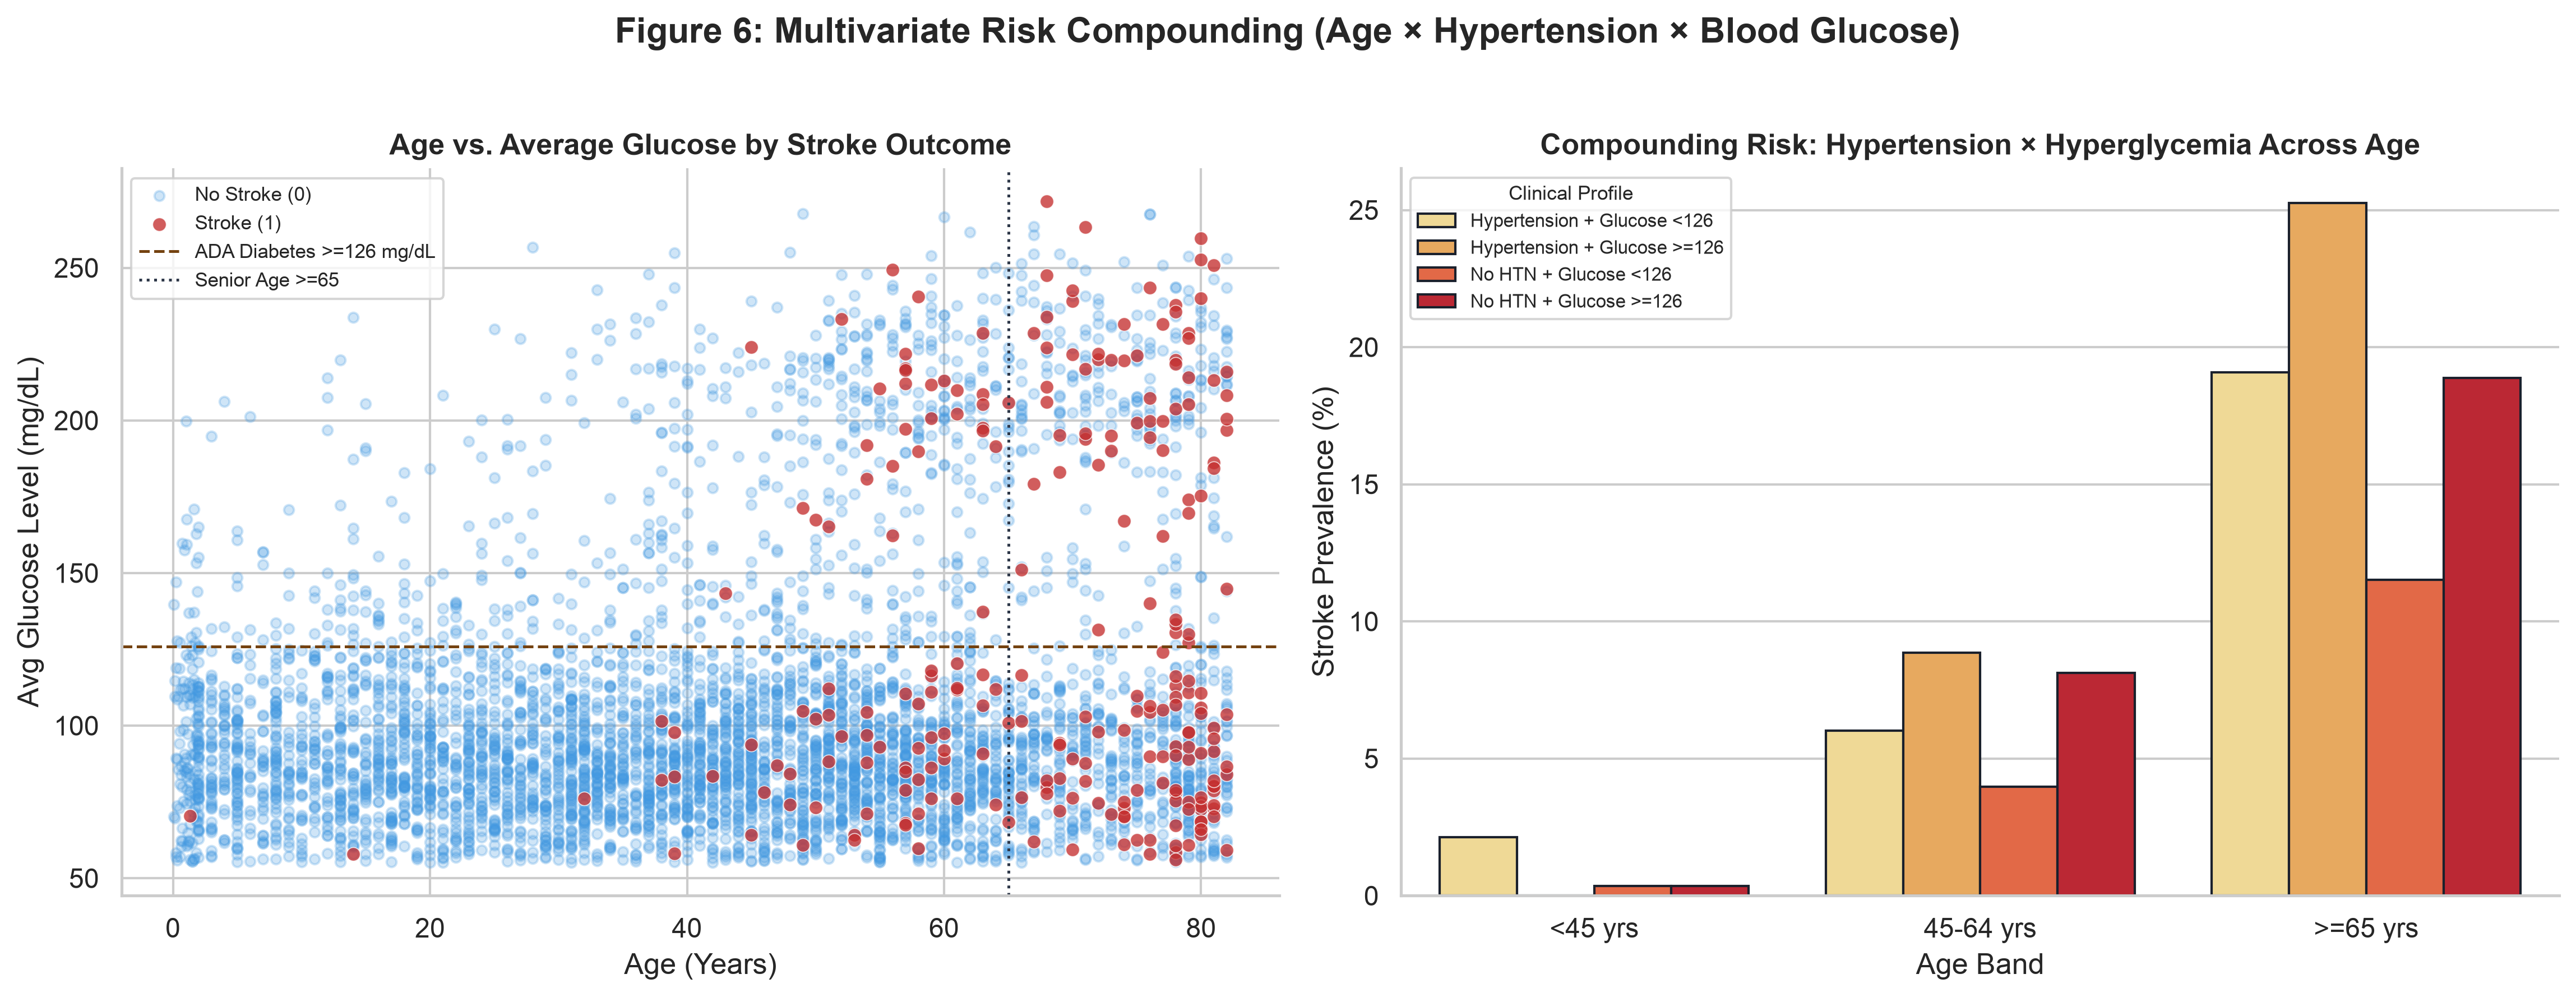 Figure 6: Multivariate Risk Compounding (Age × Hypertension × Blood Glucose)
Age vs. Average Glucose by Stroke Outcome
No Stroke (0)
Stroke (1)
ADA Diabetes >=126 mg/dL
Senior Age >=65
Avg Glucose Level (mg/dL)
250
200
150
100
50
0
20
40
60
80
Age (Years)
Compounding Risk: Hypertension × Hyperglycemia Across Age
Clinical Profile
Hypertension + Glucose <126
Hypertension + Glucose >=126
No HTN + Glucose <126
No HTN + Glucose >=126
Stroke Prevalence (%)
25
20
15
10
5
0
<45 yrs
45-64 yrs
>=65 yrs
Age Band